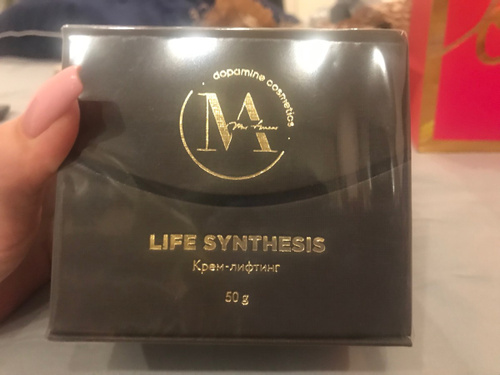 dopamine cosmetics
MA
LIFE SYNTHESIS
Крем-лифтинг
50 g